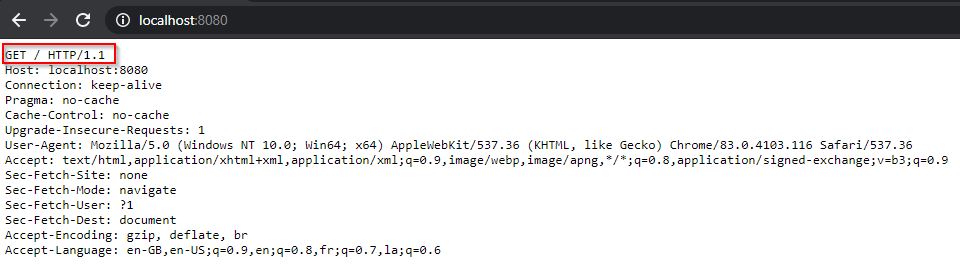 localhost:8080
GET / HTTP/1.1
Host: localhost:8080
Connection: keep-alive
Pragma: no-cache
Cache-Control: no-cache
Upgrade-Insecure-Requests: 1
User-Agent: Mozilla/5.0 (Windows NT 10.0; Win64; x64) AppleWebKit/537.36 (KHTML, like Gecko) Chrome/83.0.4103.116 Safari/537.36
Accept: text/html,application/xhtml+xml,application/xml;q=0.9,image/webp,image/apng,*/*;q=0.8,application/signed-exchange;v=b3;q=0.9
Sec-Fetch-Site: none
Sec-Fetch-Mode: navigate
Sec-Fetch-User: ?1
Sec-Fetch-Dest: document
Accept-Encoding: gzip, deflate, br
Accept-Language: en-GB,en-US;q=0.9,en;q=0.8,fr;q=0.7,la;q=0.6